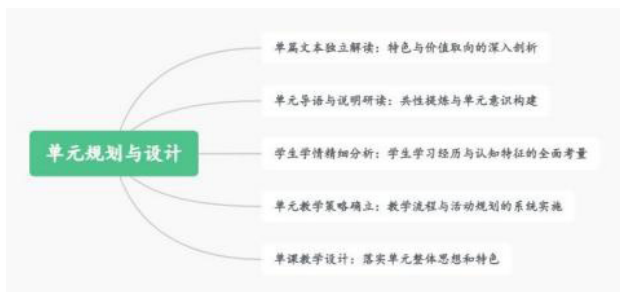 单属文本独立解读：特色与价值取向的深入剖析
单元导语与说明研读：共性提炼与单元意识构建
单元规划与设计
学生学情精细分析：学生学习经历与认知特征的全面考量
单元教学策略确立：教学流程与活动规划的系统实施
单课教学设计：落实单元整体思想和特色